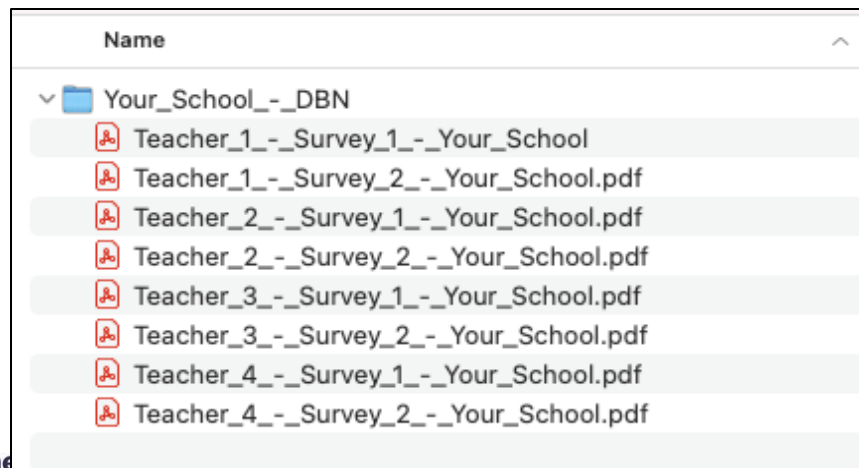 Name
Your_School_-_DBN
Teacher_1_-_Survey_1_-_Your_School
Teacher_1_-_Survey_2_-_Your_School.pdf
Teacher_2_-_Survey_1_-_Your_School.pdf
Teacher_2_-_Survey_2_-_Your_School.pdf
Teacher_3_-_Survey_1_-_Your_School.pdf
Teacher_3_-_Survey_2_-_Your_School.pdf
Teacher_4_-_Survey_1_-_Your_School.pdf
Teacher_4_-_Survey_2_-_Your_School.pdf